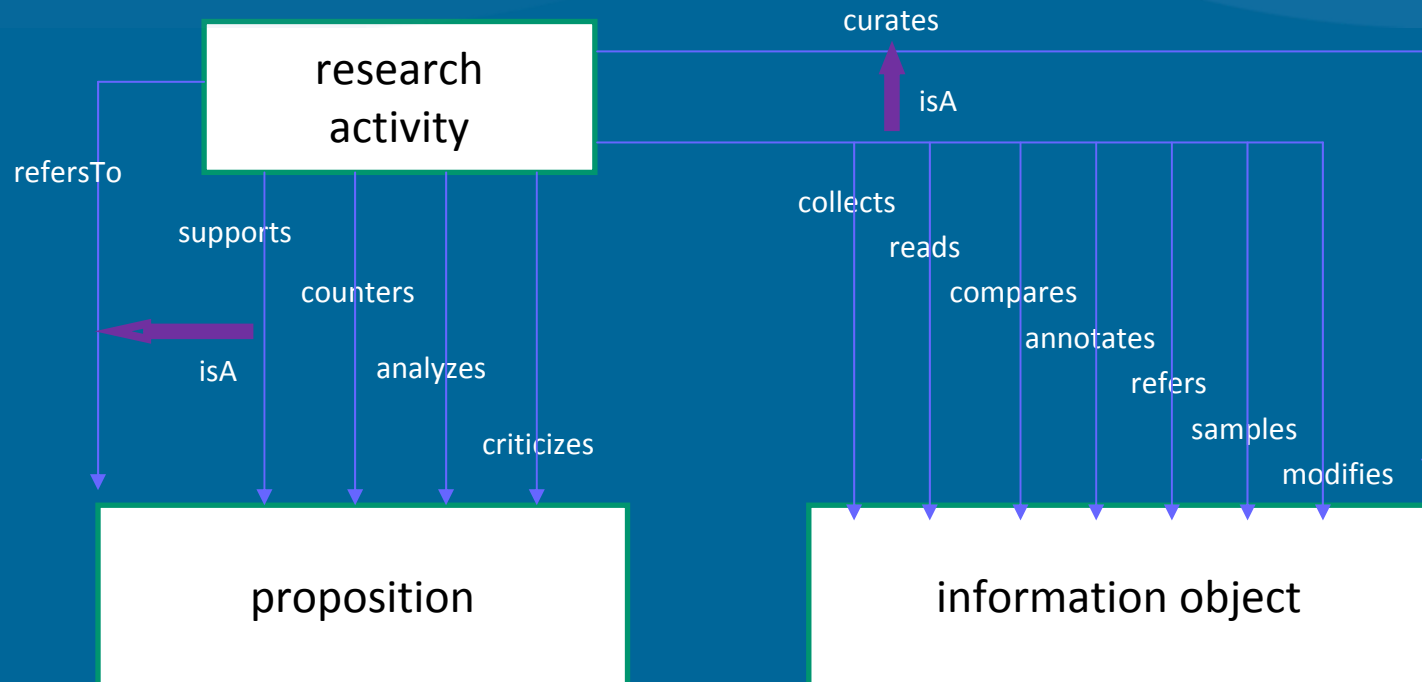 curates
research
activity
isA
refersTo
collects
supports
reads
counters
compares
annotates
isA
analyzes
refers
samples
criticizes
modifies
proposition
information object